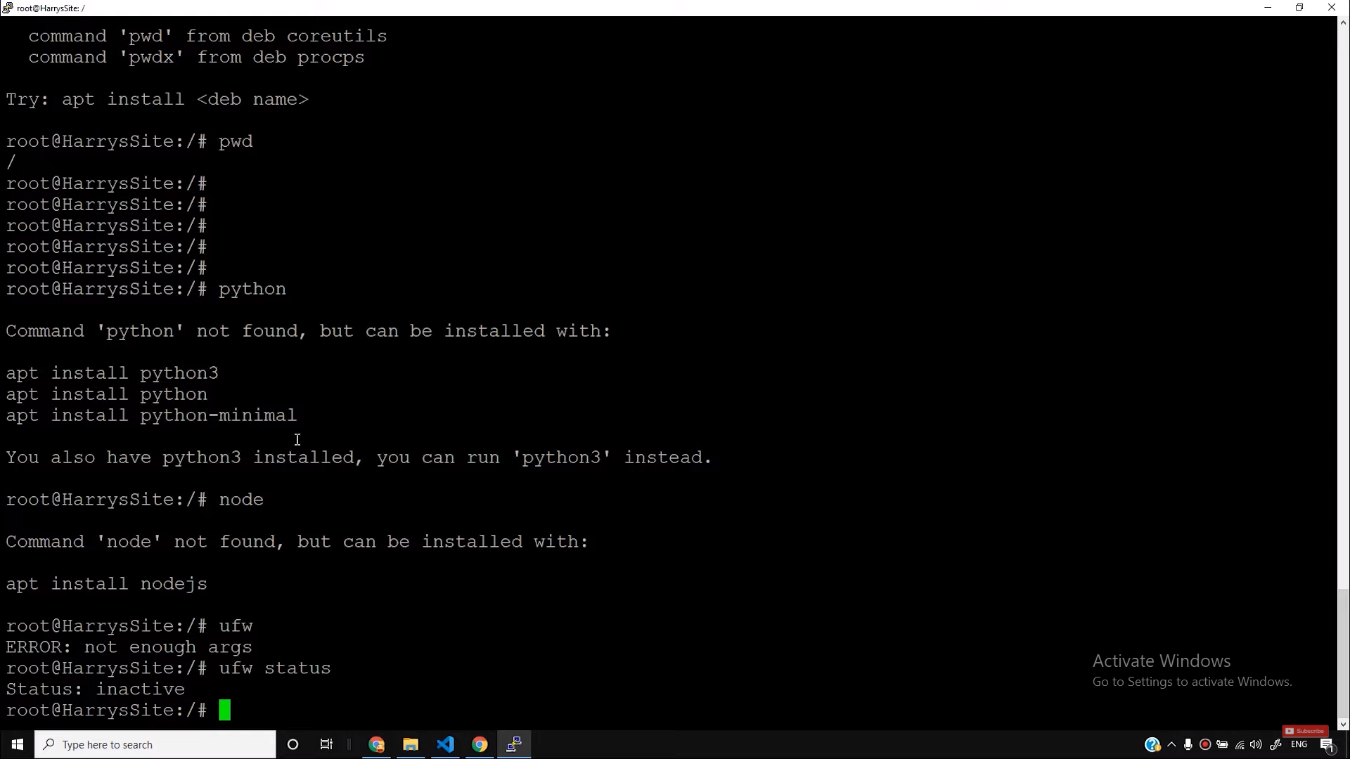 root@HarrysSite: /
command 'pwd' from deb coreutils
command 'pwdx' from deb procps
Try: apt install <deb name>
root@HarrysSite:/# pwd
/
root@HarrysSite:/#
root@HarrysSite:/#
root@HarrysSite:/#
root@HarrysSite:/#
root@HarrysSite:/#
root@HarrysSite:/# python
Command 'python' not found, but can be installed with:
apt install python3
apt install python
apt install python-minimal
You also have python3 installed, you can run 'python3' instead.
root@HarrysSite:/# node
Command 'node' not found, but can be installed with:
apt install nodejs
root@HarrysSite:/# ufw
ERROR: not enough args
root@HarrysSite:/# ufw status
Status: inactive
root@HarrysSite:/#
Activate Windows
Go to Settings to activate Windows.
Subscribe
Type here to search
ENG
1